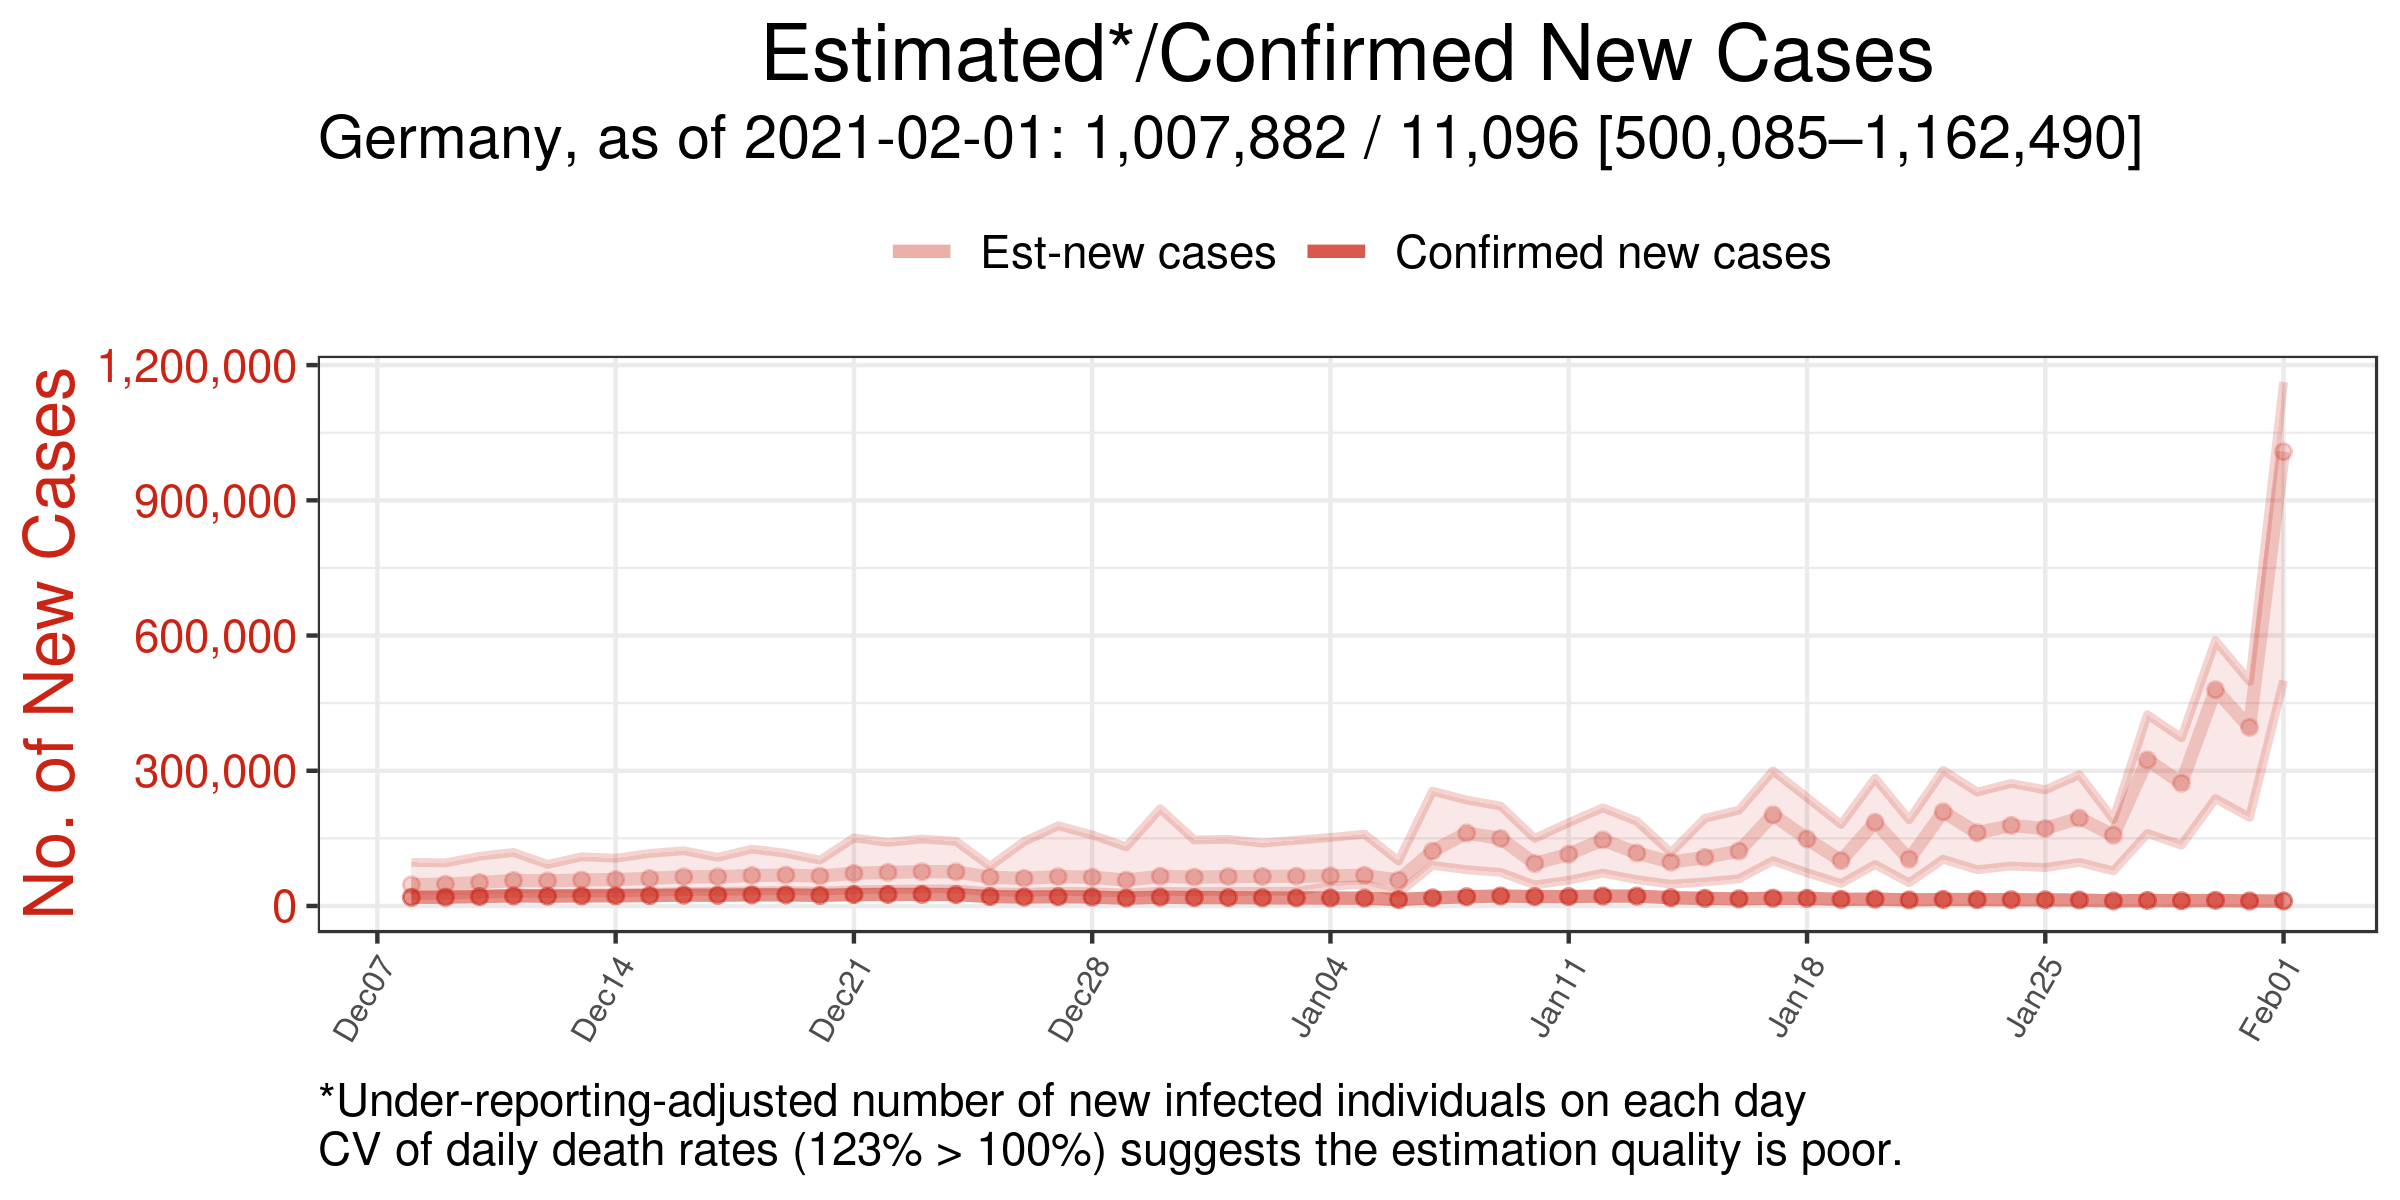 Estimated*/Confirmed New Cases
Germany, as of 2021-02-01: 1,007,882 / 11,096 [500,085–1,162,490]
Est-new cases
Confirmed new cases
No. of New Cases
1,200,000
900,000
600,000
300,000
0
Dec07
Dec14
Dec21
Dec28
Jan04
Jan11
Jan18
Jan25
Feb01
*Under-reporting-adjusted number of new infected individuals on each day
CV of daily death rates (123% > 100%) suggests the estimation quality is poor.